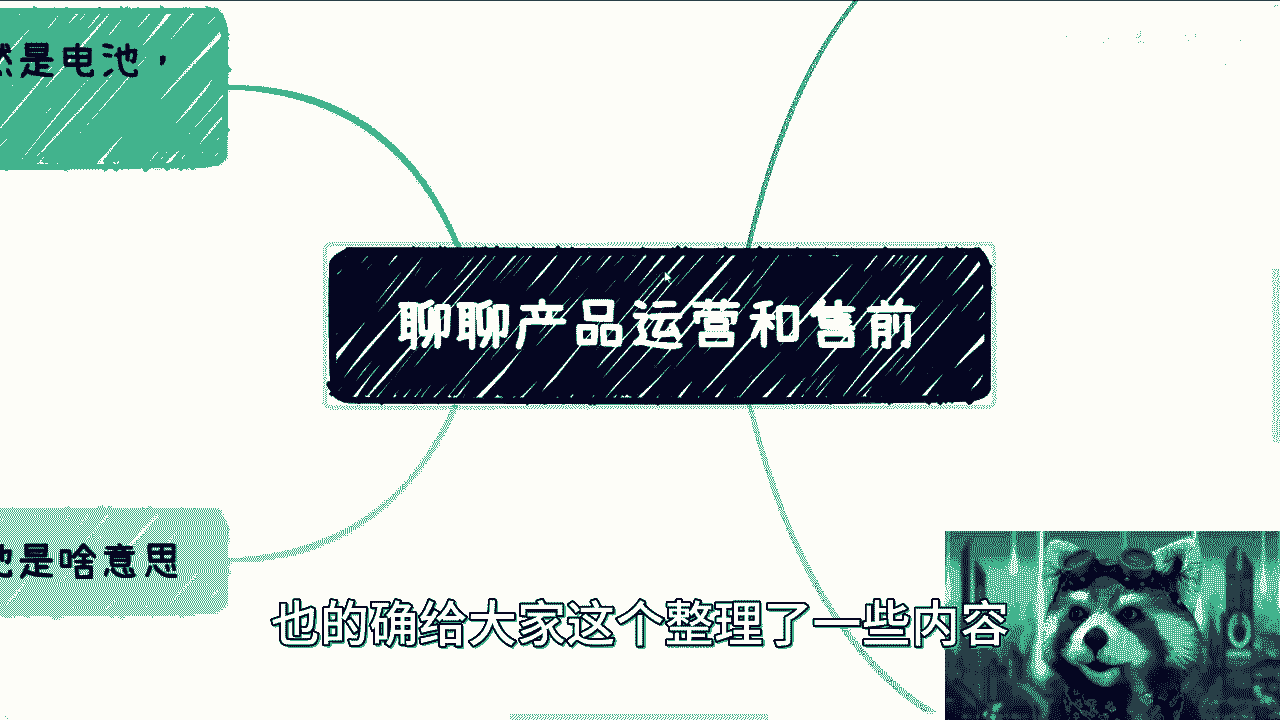 然是电池，
聊聊产品运营和售前
池是啥意思
也的确给大家这个整理了一些内容